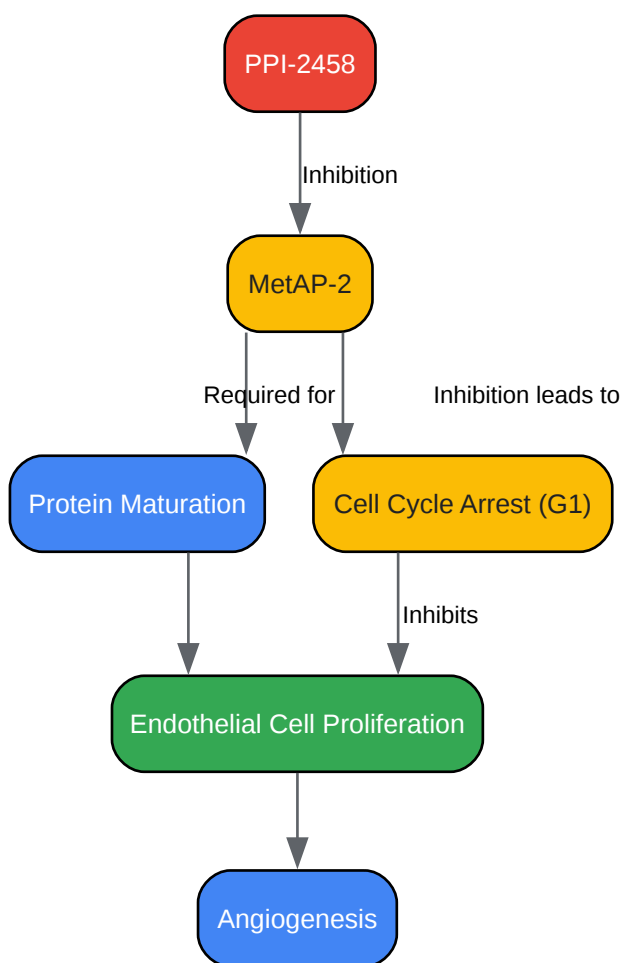 PPI-2458
Inhibition
MetAP-2
Required for
Inhibition leads to
Protein Maturation
Cell Cycle Arrest (G1)
Inhibits
Endothelial Cell Proliferation
Angiogenesis